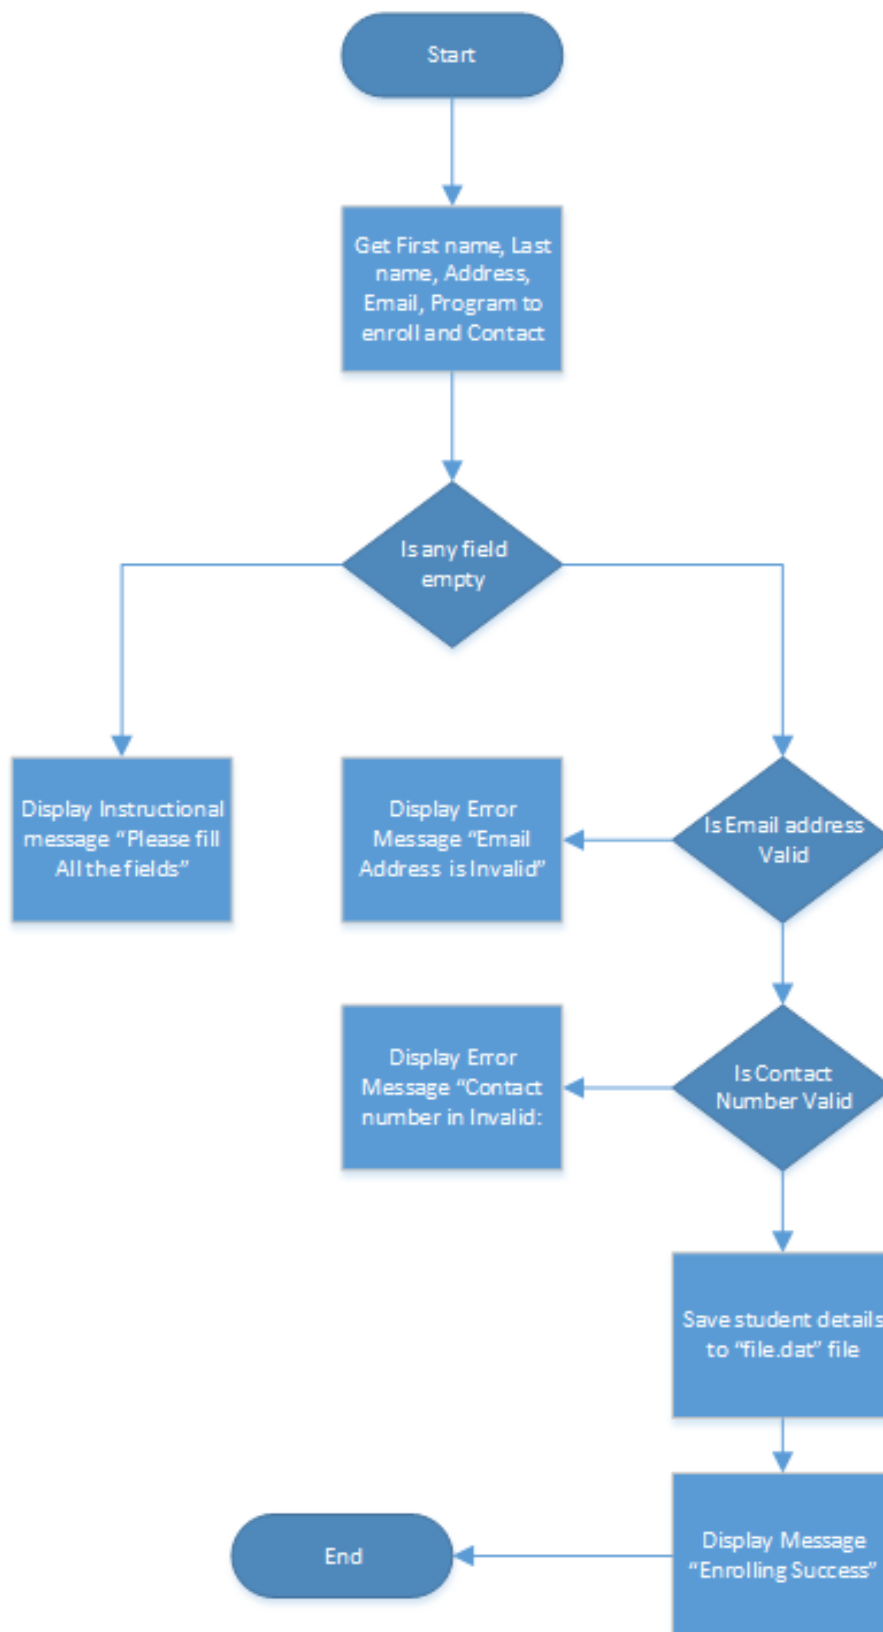 Start
Get First name, Last
name, Address,
Email, Program to
enroll and Contact
Is any field
empty
Display Instructional
message “Please fill
All the fields”
Display Error
Message “Email
Address is Invalid”
Is Email address
Valid
Display Error
Message “Contact
number in Invalid:
Is Contact
Number Valid
Save student details
to “file.dat” file
Display Message
“Enrolling Success”
End